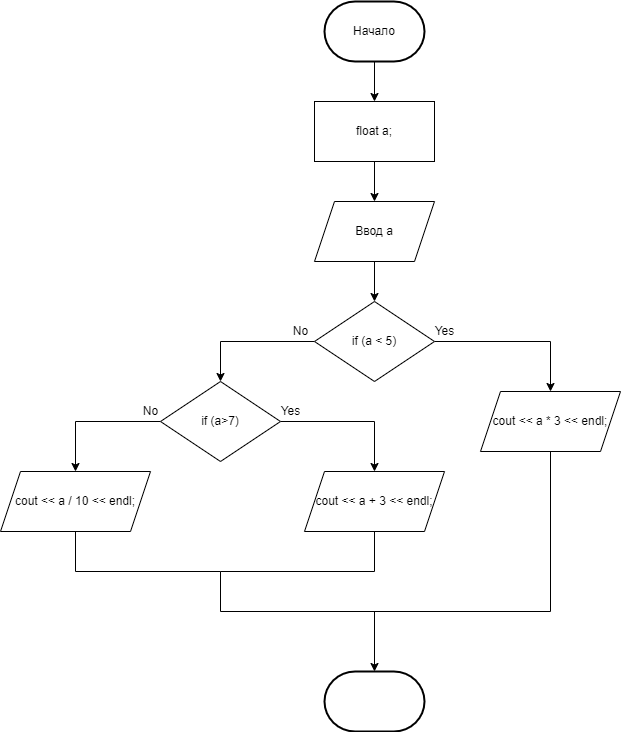 Начало
float a;
Ввод a
No
if (a < 5)
Yes
No
if (a>7)
Yes
cout << a * 3 << endl;
cout << a / 10 << endl;
cout << a + 3 << endl;